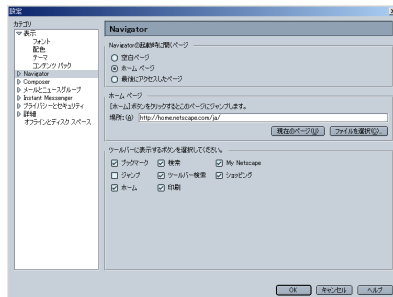 設定
カテゴリ
表示
フォント
配色
テーマ
コンテンツ パック
Navigator
Composer
メールとニュースグループ
Instant Messenger
プライバシーとセキュリティ
詳細
オフラインとディスク スペース
Navigator
Navigatorの起動時に開くページ
空白ページ
ホーム ページ
最後にアクセスしたページ
ホーム ページ
[ホーム] ボタンをクリックするとこのページにジャンプします。
場所: (A) http://home.netscape.com/ja/
現在のページ(U) ファイルを選択(C)...
ツールバーに表示するボタンを選択してください。
ブックマーク 検索 My Netscape
ジャンプ ツールバー検索 ショッピング
ホーム 印刷
OK キャンセル ヘルプ